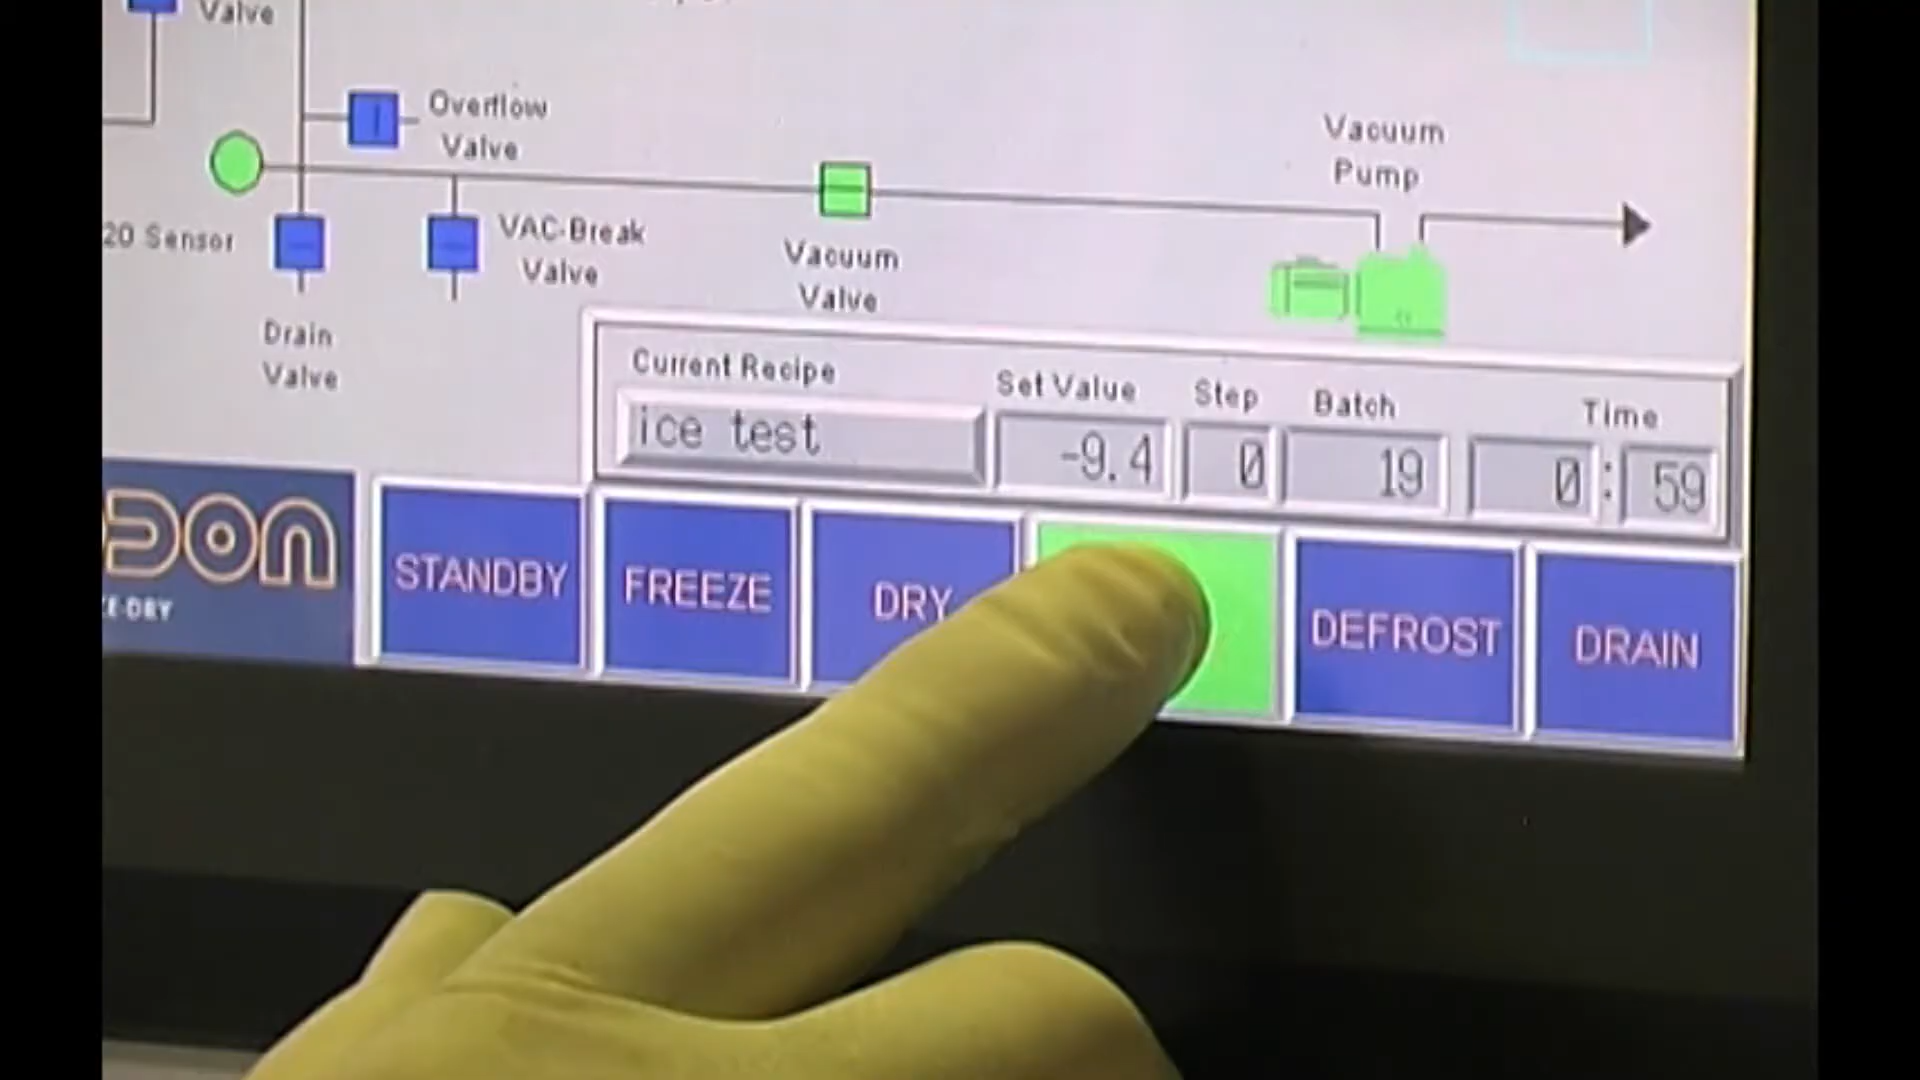 Valve
Overflow
Valve
Vacuum
Pump
20 Sensor
VAC-Break
Valve
Vacuum
Valve
Drain
Valve
Current Recipe
Set Value
Step
Batch
Time
ice test
-9.4
0
19
0:59
STANDBY
FREEZE
DRY
DEFROST
DRAIN